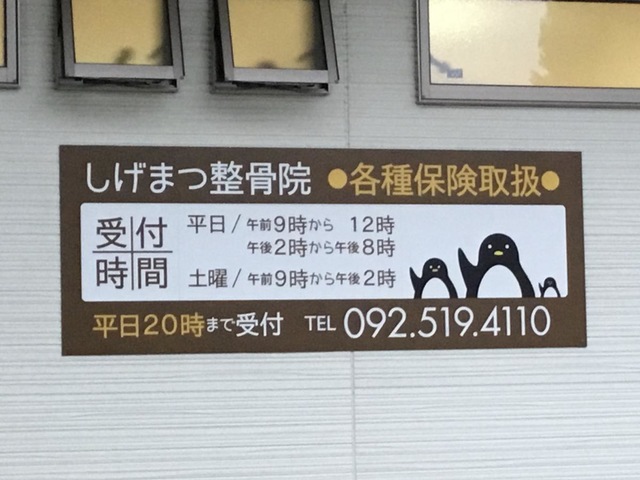 しげまつ整骨院 ●各種保険取扱●
受付時間
平日/午前9時から 12時
午後2時から午後8時
土曜/午前9時から午後2時
平日20時まで受付 TEL 092.519.4110